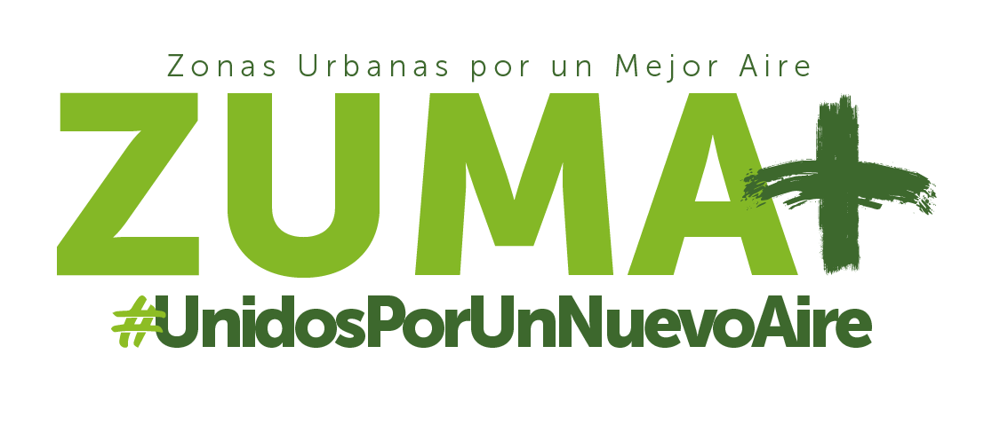 Zonas Urbanas por un Mejor Aire
ZUMA+
#UnidosPorUnNuevoAire